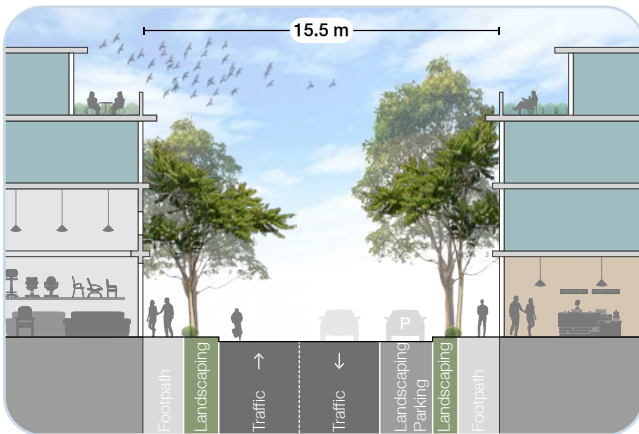 15.5 m
P
Footpath
Landscaping
Traffic
↑
Traffic
↓
Landscaping
Parking
Landscaping
Footpath